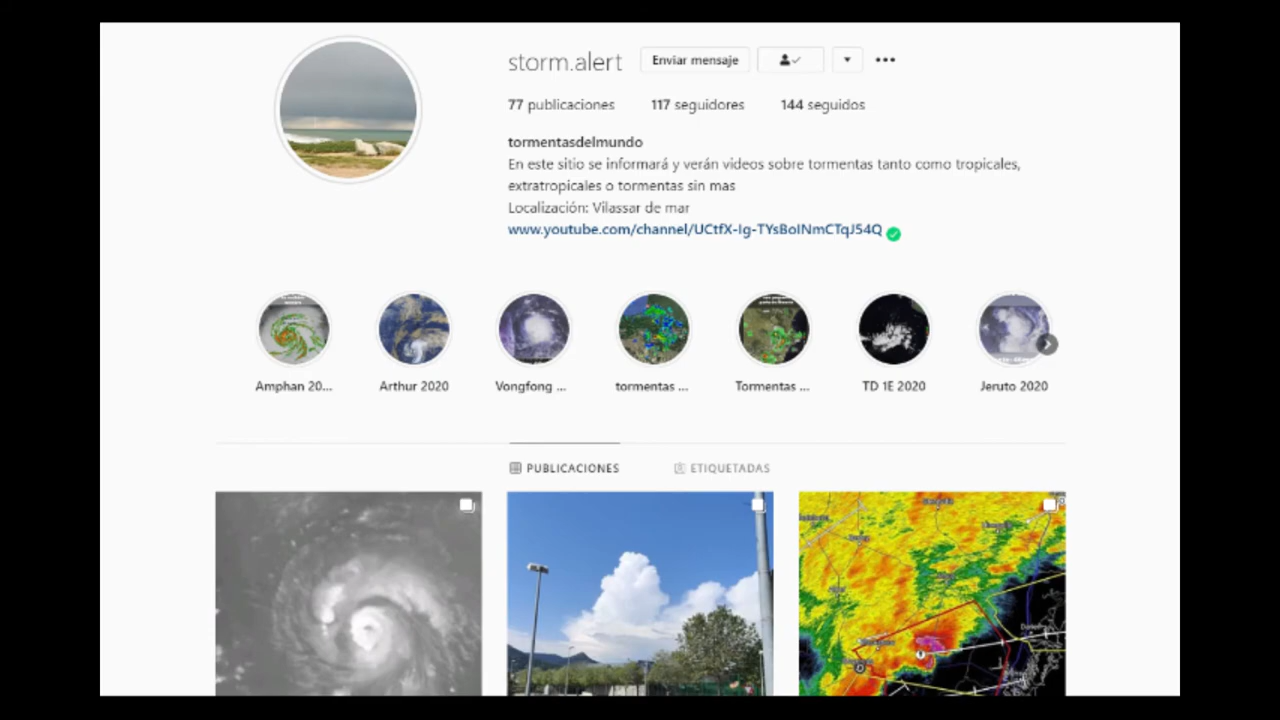 storm.alert
Enviar mensaje
77 publicaciones 117 seguidores 144 seguidos
tormentasdelmundo
En este sitio se informará y verán videos sobre tormentas tanto como tropicales,
extratropicales o tormentas sin mas
Localización: Vilassar de mar
www.youtube.com/channel/UCtfX-Ig-TYsBoINmCTqJ54Q
Amphan 20... Arthur 2020 Vongfong ... tormentas ... Tormentas ... TD 1E 2020 Jeruto 2020
PUBLICACIONES ETIQUETADAS